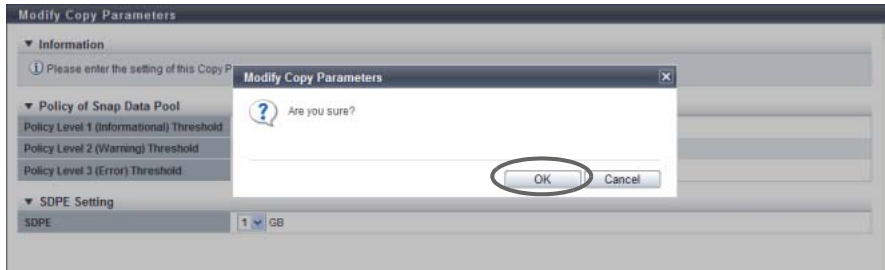 Modify Copy Parameters
▼ Information
Please enter the setting of this Copy P
Modify Copy Parameters
Are you sure?
OK Cancel
▼ Policy of Snap Data Pool
Policy Level 1 (Informational) Threshold
Policy Level 2 (Warning) Threshold
Policy Level 3 (Error) Threshold
▼ SDPE Setting
SDPE 1 GB